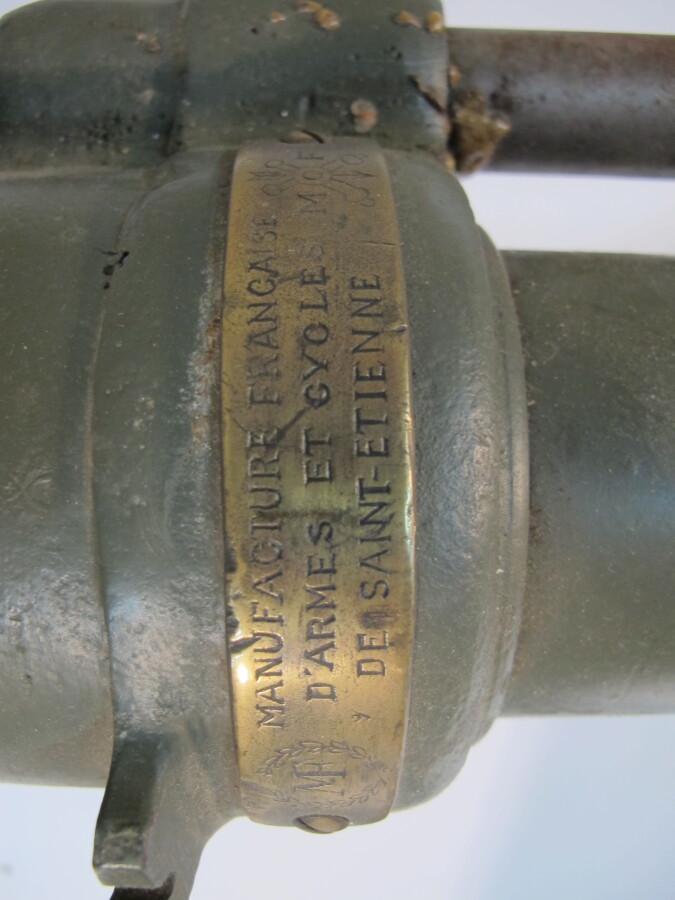 MANUFACTURE FRANÇAISE
D'ARMES ET CYCLES
DE SAINT-ETIENNE
MF